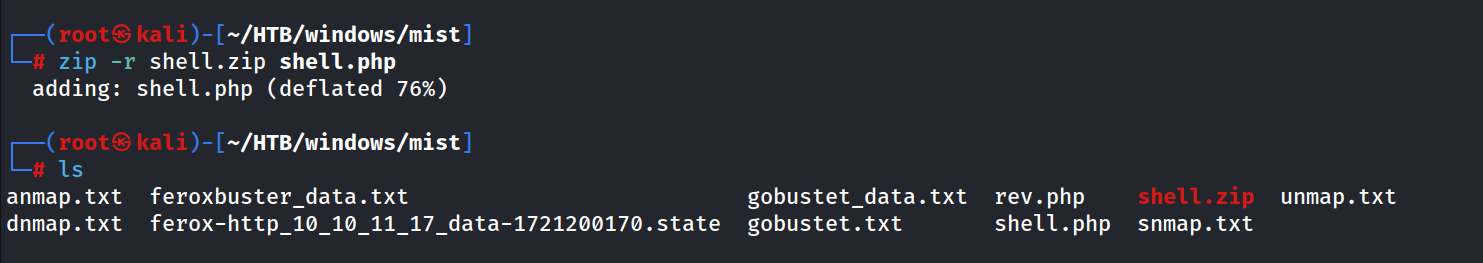 ┌──(root㉿kali)-[~/HTB/windows/mist]
└─# zip -r shell.zip shell.php
  adding: shell.php (deflated 76%)
┌──(root㉿kali)-[~/HTB/windows/mist]
└─# ls
anmap.txt  feroxbuster_data.txt                          gobustet_data.txt  rev.php    shell.zip  unmap.txt
dnmap.txt  ferox-http_10_10_11_17_data-1721200170.state  gobustet.txt       shell.php  snmap.txt